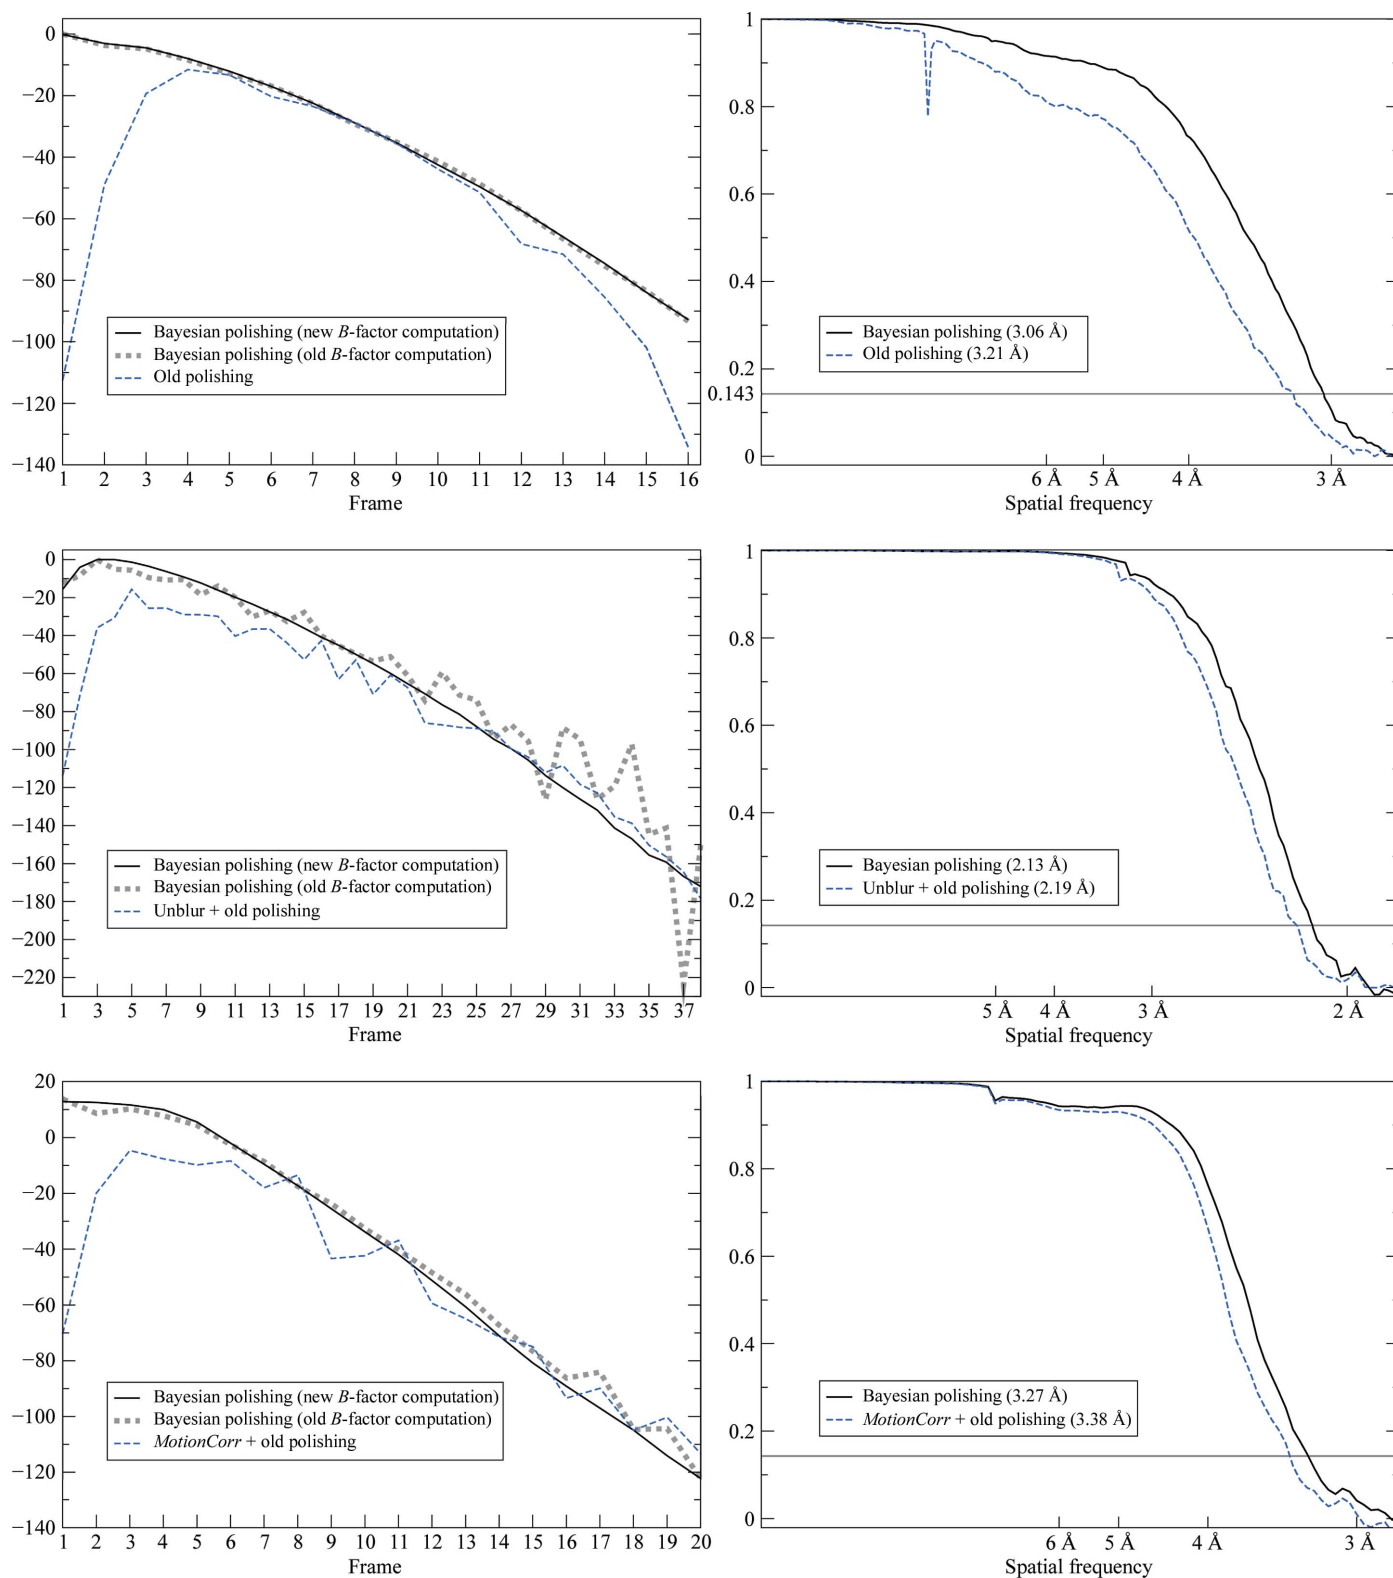 0
−20
−40
−60
−80
−100
−120
−140
Bayesian polishing (new B-factor computation)
Bayesian polishing (old B-factor computation)
Old polishing
1 2 3 4 5 6 7 8 9 10 11 12 13 14 15 16
Frame
1
0.8
0.6
0.4
0.2
0.143
0
Bayesian polishing (3.06 Å)
Old polishing (3.21 Å)
6 Å 5 Å 4 Å 3 Å
Spatial frequency
0
−20
−40
−60
−80
−100
−120
−140
−160
−180
−200
−220
Bayesian polishing (new B-factor computation)
Bayesian polishing (old B-factor computation)
Unblur + old polishing
1 3 5 7 9 11 13 15 17 19 21 23 25 27 29 31 33 35 37
Frame
1
0.8
0.6
0.4
0.2
0
Bayesian polishing (2.13 Å)
Unblur + old polishing (2.19 Å)
5 Å 4 Å 3 Å 2 Å
Spatial frequency
20
0
−20
−40
−60
−80
−100
−120
−140
Bayesian polishing (new B-factor computation)
Bayesian polishing (old B-factor computation)
MotionCorr + old polishing
1 2 3 4 5 6 7 8 9 10 11 12 13 14 15 16 17 18 19 20
Frame
1
0.8
0.6
0.4
0.2
0
Bayesian polishing (3.27 Å)
MotionCorr + old polishing (3.38 Å)
6 Å 5 Å 4 Å 3 Å
Spatial frequency